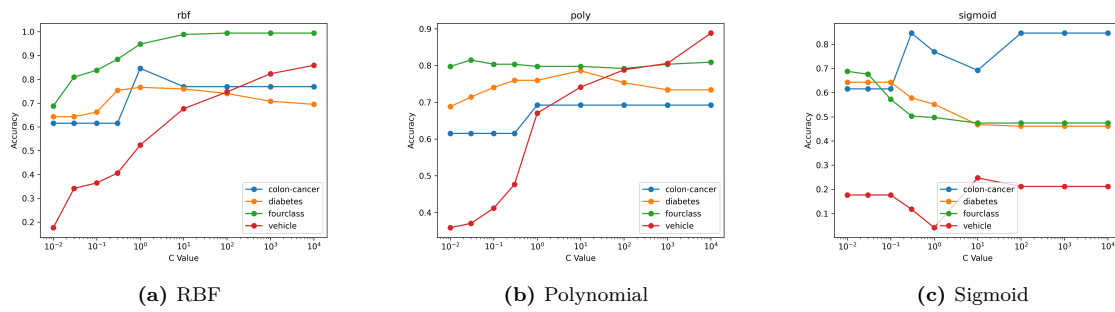 rbf
1.0
0.9
0.8
0.7
0.6
0.5
0.4
0.3
0.2
Accuracy
10⁻² 10⁻¹ 10⁰ 10¹ 10² 10³ 10⁴
C Value
colon-cancer
diabetes
fourclass
vehicle
(a) RBF
poly
0.9
0.8
0.7
0.6
0.5
0.4
Accuracy
10⁻² 10⁻¹ 10⁰ 10¹ 10² 10³ 10⁴
C Value
colon-cancer
diabetes
fourclass
vehicle
(b) Polynomial
sigmoid
0.8
0.7
0.6
0.5
0.4
0.3
0.2
0.1
Accuracy
10⁻² 10⁻¹ 10⁰ 10¹ 10² 10³ 10⁴
C Value
colon-cancer
diabetes
fourclass
vehicle
(c) Sigmoid